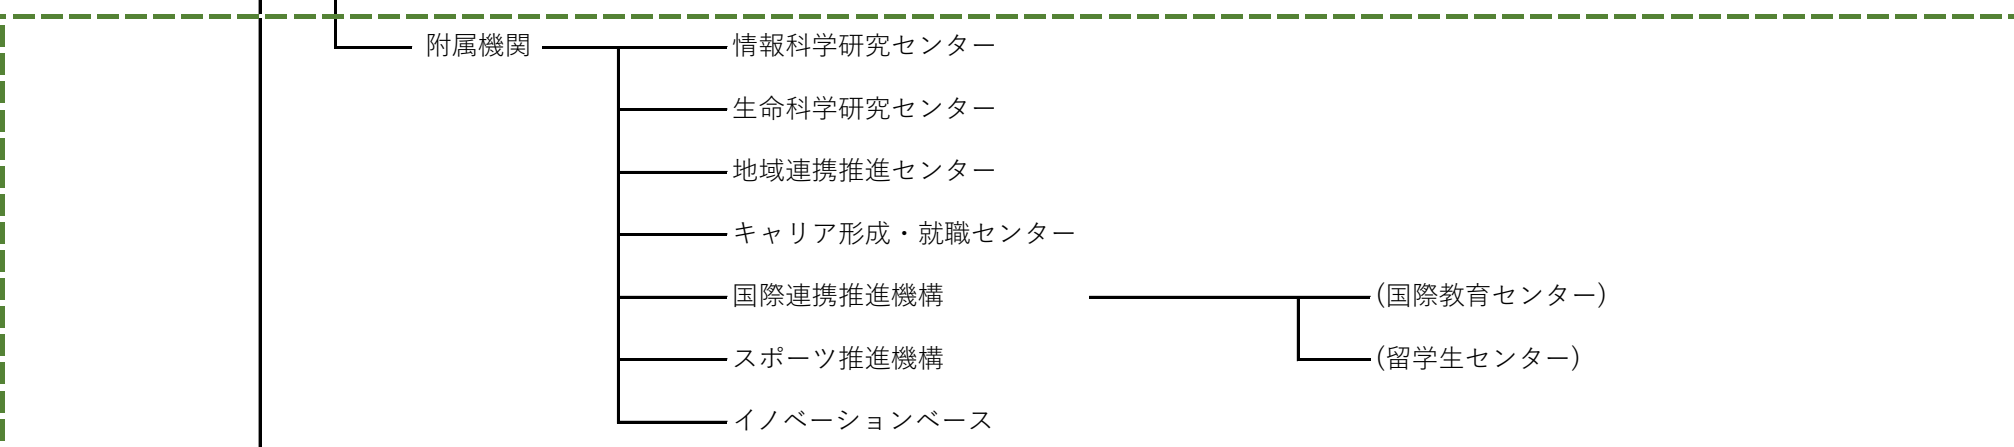 附属機関 情報科学研究センター
生命科学研究センター
地域連携推進センター
キャリア形成・就職センター
国際連携推進機構 (国際教育センター)
スポーツ推進機構 (留学生センター)
イノベーションベース